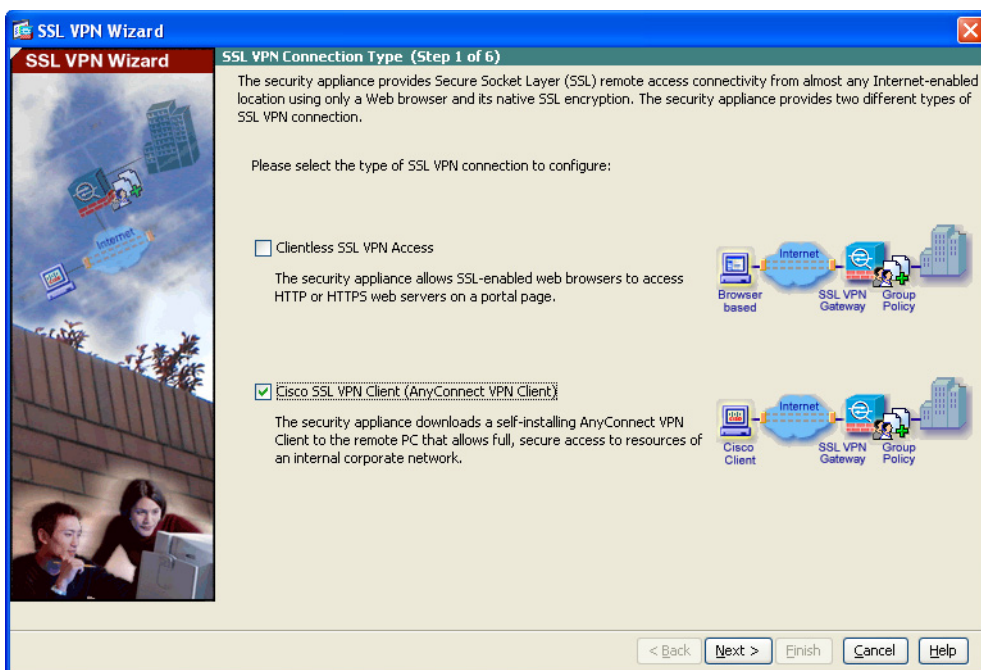 SSL VPN Wizard
SSL VPN Wizard
SSL VPN Connection Type (Step 1 of 6)
The security appliance provides Secure Socket Layer (SSL) remote access connectivity from almost any Internet-enabled
location using only a Web browser and its native SSL encryption. The security appliance provides two different types of
SSL VPN connection.
Please select the type of SSL VPN connection to configure:
Internet
Clientless SSL VPN Access
The security appliance allows SSL-enabled web browsers to access
HTTP or HTTPS web servers on a portal page.
Internet
Browser
based
SSL VPN
Gateway
Group
Policy
Cisco SSL VPN Client (AnyConnect VPN Client)
The security appliance downloads a self-installing AnyConnect VPN
Client to the remote PC that allows full, secure access to resources of
an internal corporate network.
Internet
Cisco
Client
SSL VPN
Gateway
Group
Policy
< Back
Next >
Finish
Cancel
Help